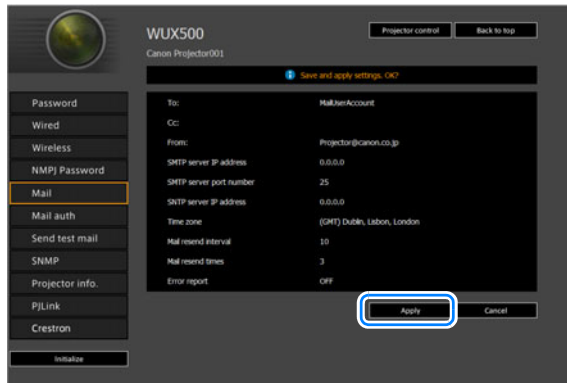 WUX500
Projector control
Back to top
Canon Projector001
Save and apply settings. OK?
Password
Wired
Wireless
NMPJ Password
Mail
Mail auth
Send test mail
SNMP
Projector info.
PJLink
Crestron
Initialize
To: MailUserAccount
Cc:
From: Projector@canon.co.jp
SMTP server IP address 0.0.0.0
SMTP server port number 25
SNTP server IP address 0.0.0.0
Time zone (GMT) Dublin, Lisbon, London
Mail resend interval 10
Mail resend times 3
Error report OFF
Apply
Cancel